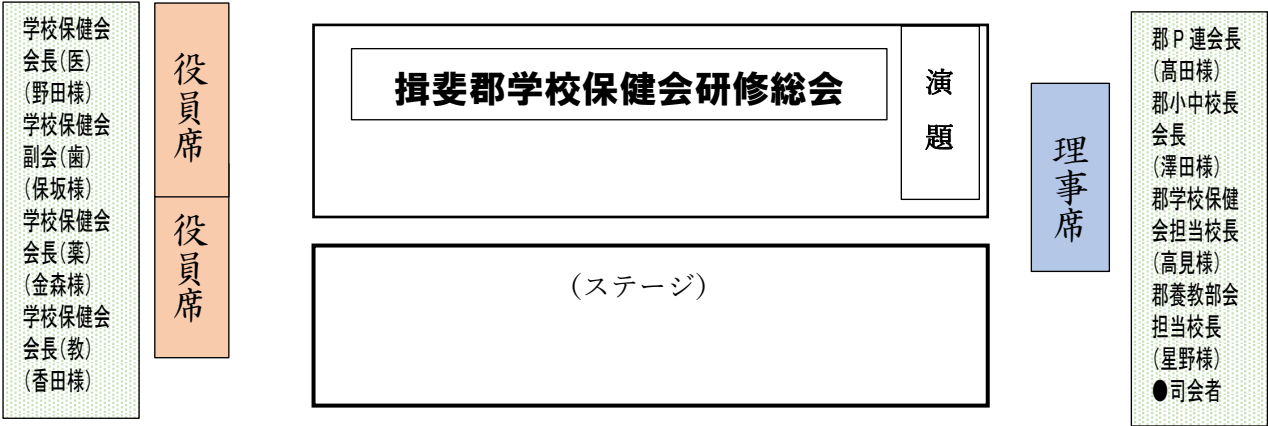 学校保健会
会長(医)
(野田様)
学校保健会
副会(歯)
(保坂様)
学校保健会
会長(薬)
(金森様)
学校保健会
会長(教)
(香田様)
役員席
役員席
揖斐郡学校保健会研修総会
演題
(ステージ)
理事席
郡P連会長
(髙田様)
郡小中校長
会長
(澤田様)
郡学校保健
会担当校長
(高見様)
郡養教部会
担当校長
(星野様)
●司会者